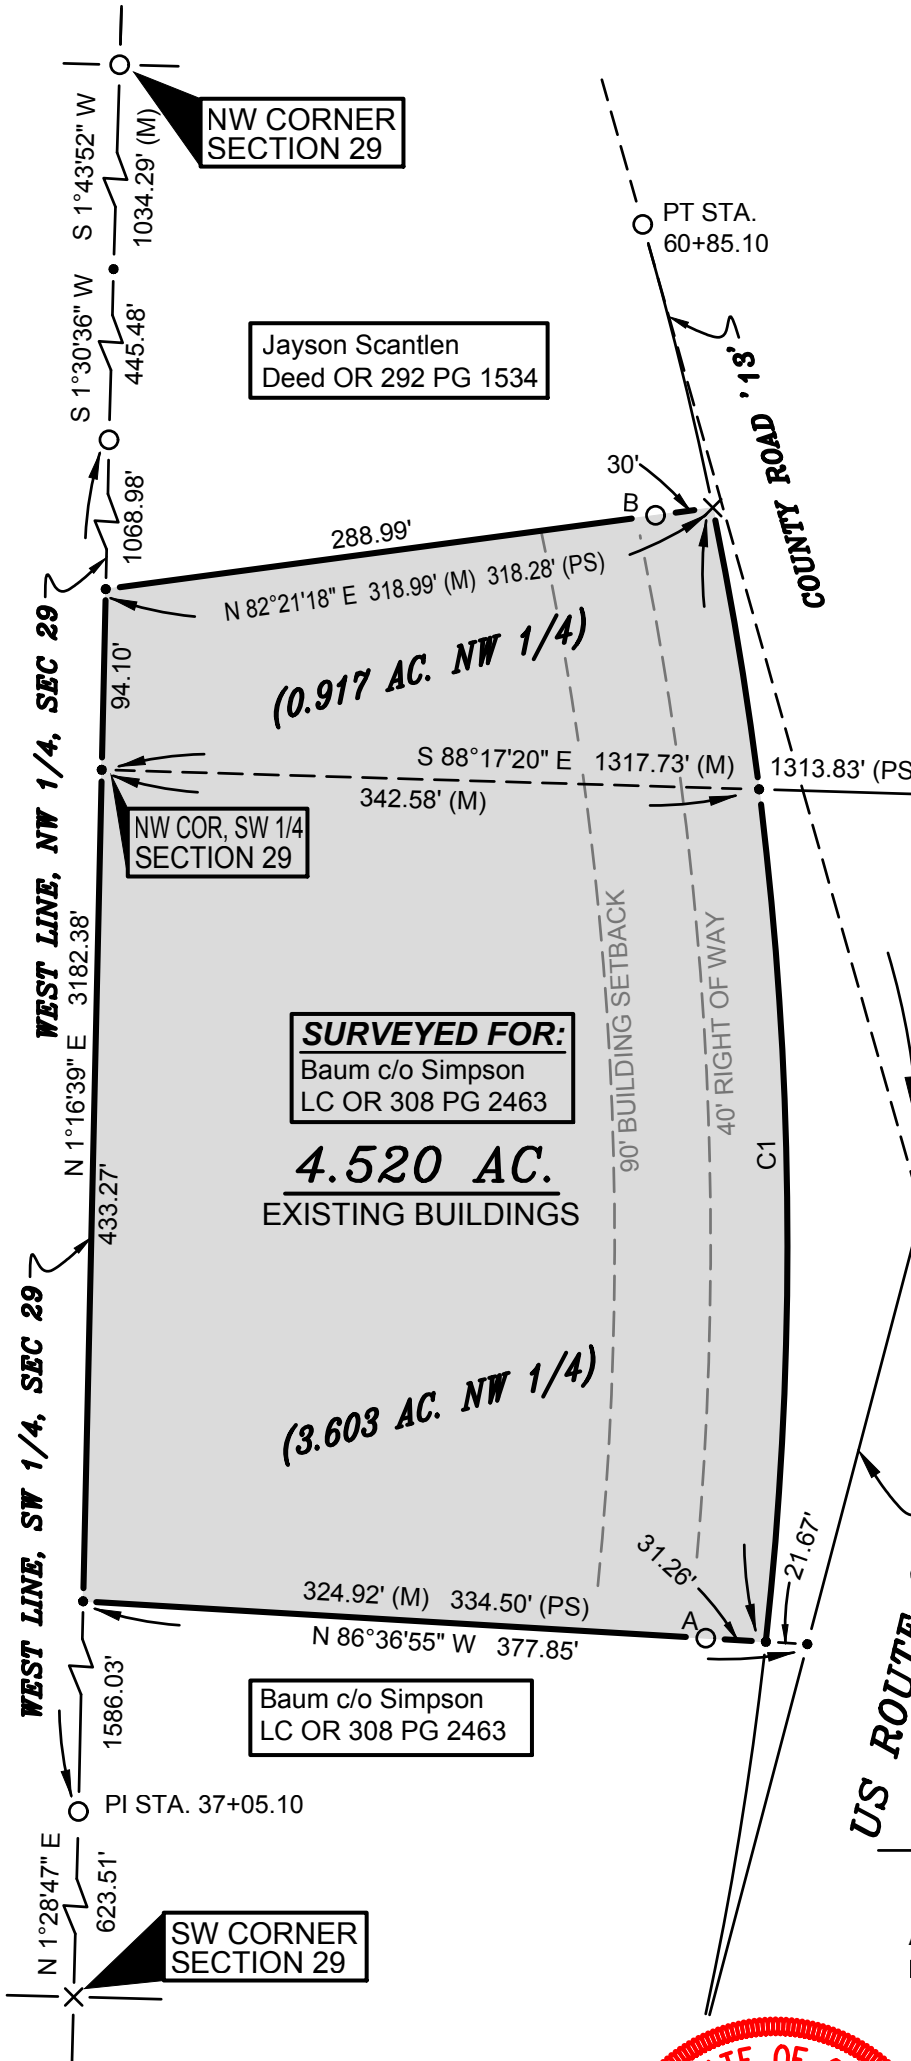 NW CORNER
SECTION 29
S 1°43'52" W
1034.29' (M)
PT STA.
60+85.10
S 1°30'36" W
445.48'
Jayson Scantlen
Deed OR 292 PG 1534
COUNTY ROAD '13'
30'
B
1068.98'
288.99'
N 82°21'18" E 318.99' (M) 318.28' (PS)
WEST LINE, NW 1/4, SEC 29
94.10'
(0.917 AC. NW 1/4)
S 88°17'20" E 1317.73' (M) 1313.83' (PS
342.58' (M)
NW COR, SW 1/4
SECTION 29
N 1°16'39" E 3182.38'
90' BUILDING SETBACK
40' RIGHT OF WAY
SURVEYED FOR:
Baum c/o Simpson
LC OR 308 PG 2463
4.520 AC.
EXISTING BUILDINGS
C1
433.27'
WEST LINE, SW 1/4, SEC 29
(3.603 AC. NW 1/4)
31.26'
21.67'
324.92' (M) 334.50' (PS)
A
N 86°36'55" W 377.85'
Baum c/o Simpson
LC OR 308 PG 2463
1586.03'
US ROUTE
PI STA. 37+05.10
N 1°28'47" E
623.51'
SW CORNER
SECTION 29